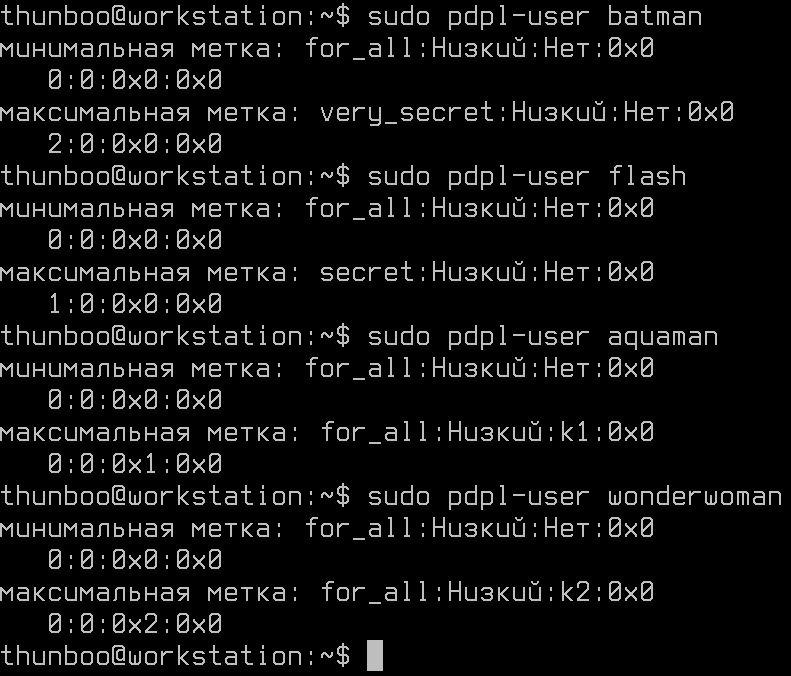 thunboo@workstation:~$ sudo pdpl-user batman
минимальная метка: for_all:Низкий:Нет:0x0
   0:0:0x0:0x0
максимальная метка: very_secret:Низкий:Нет:0x0
   2:0:0x0:0x0
thunboo@workstation:~$ sudo pdpl-user flash
минимальная метка: for_all:Низкий:Нет:0x0
   0:0:0x0:0x0
максимальная метка: secret:Низкий:Нет:0x0
   1:0:0x0:0x0
thunboo@workstation:~$ sudo pdpl-user aquaman
минимальная метка: for_all:Низкий:Нет:0x0
   0:0:0x0:0x0
максимальная метка: for_all:Низкий:k1:0x0
   0:0:0x1:0x0
thunboo@workstation:~$ sudo pdpl-user wonderwoman
минимальная метка: for_all:Низкий:Нет:0x0
   0:0:0x0:0x0
максимальная метка: for_all:Низкий:k2:0x0
   0:0:0x2:0x0
thunboo@workstation:~$